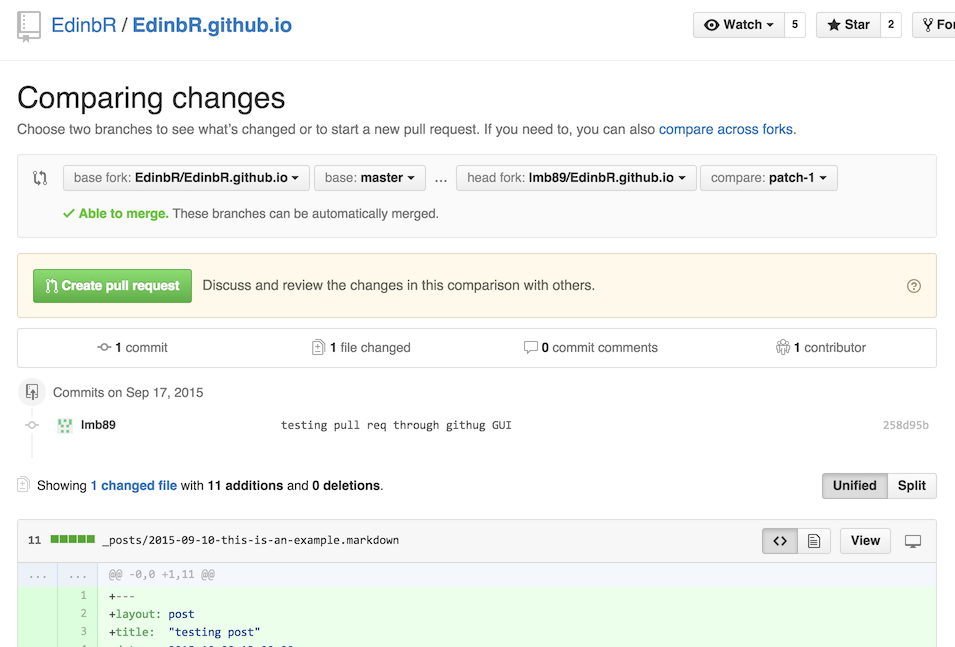 EdinbR / EdinbR.github.io Watch 5 Star 2
Comparing changes
Choose two branches to see what's changed or to start a new pull request. If you need to, you can also compare across forks.
base fork: EdinbR/EdinbR.github.io base: master ... head fork: lmb89/EdinbR.github.io compare: patch-1
Able to merge. These branches can be automatically merged.
Create pull request Discuss and review the changes in this comparison with others. ?
1 commit 1 file changed 0 commit comments 1 contributor
Commits on Sep 17, 2015
lmb89 testing pull req through githug GUI 258d95b
Showing 1 changed file with 11 additions and 0 deletions. Unified Split
11 _posts/2015-09-10-this-is-an-example.markdown <> View
... ... @@ -0,0 +1,11 @@
1 +---
2 +layout: post
3 +title: "testing post"